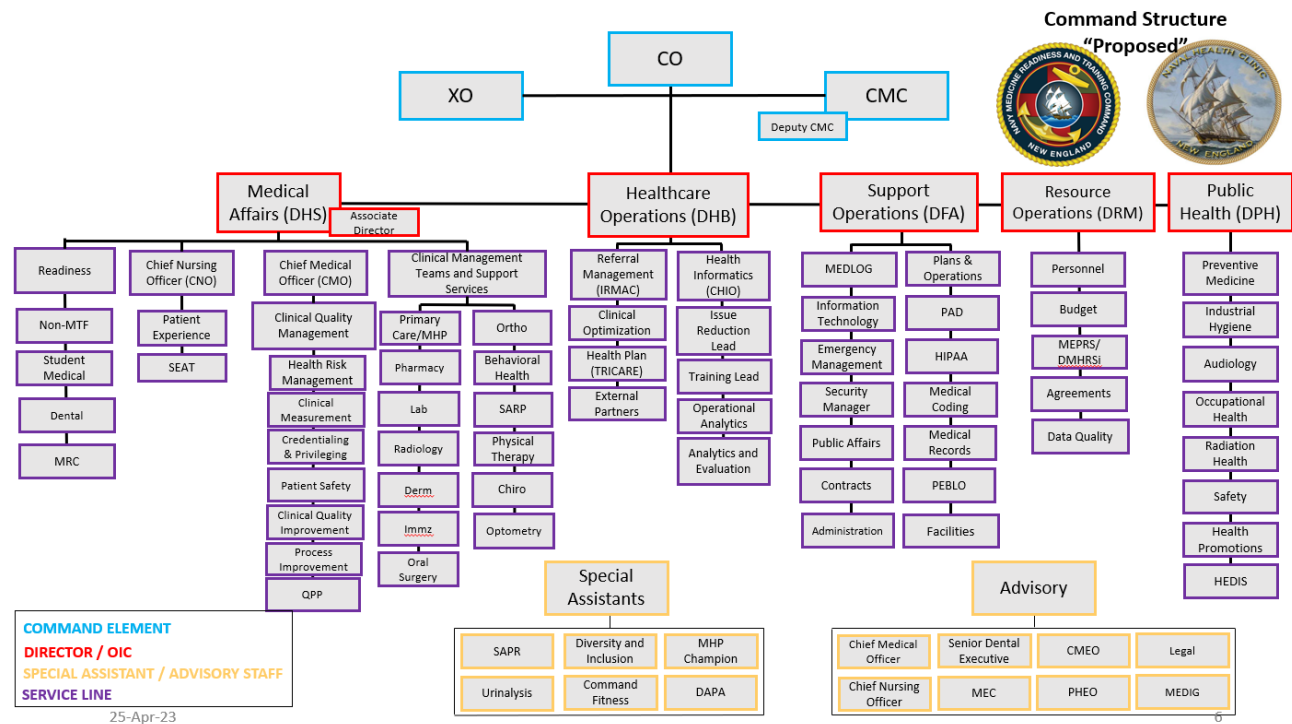 Command Structure
“Proposed”
CO
XO
CMC
Deputy CMC
NAVY MEDICINE READINESS AND TRAINING COMMAND
NEW ENGLAND
NAVAL HEALTH CLINIC
NEW ENGLAND
Medical
Affairs (DHS)
Associate
Director
Healthcare
Operations (DHB)
Support
Operations (DFA)
Resource
Operations (DRM)
Public
Health (DPH)
Readiness
Non-MTF
Student
Medical
Dental
MRC
Chief Nursing
Officer (CNO)
Patient
Experience
SEAT
Chief Medical
Officer (CMO)
Clinical Quality
Management
Health Risk
Management
Clinical
Measurement
Credentialing
& Privileging
Patient Safety
Clinical Quality
Improvement
Process
Improvement
QPP
Clinical Management
Teams and Support
Services
Primary
Care/MHP
Pharmacy
Lab
Radiology
Derm
Immz
Oral
Surgery
Ortho
Behavioral
Health
SARP
Physical
Therapy
Chiro
Optometry
Referral
Management
(IRMAC)
Clinical
Optimization
Health Plan
(TRICARE)
External
Partners
Health
Informatics
(CHIO)
Issue
Reduction
Lead
Training Lead
Operational
Analytics
Analytics and
Evaluation
MEDLOG
Information
Technology
Emergency
Management
Security
Manager
Public Affairs
Contracts
Administration
Plans &
Operations
PAD
HIPAA
Medical
Coding
Medical
Records
PEBLO
Facilities
Personnel
Budget
MEPRS/
DMHRSi
Agreements
Data Quality
Preventive
Medicine
Industrial
Hygiene
Audiology
Occupational
Health
Radiation
Health
Safety
Health
Promotions
HEDIS
Special
Assistants
SAPR
Diversity and
Inclusion
MHP
Champion
Urinalysis
Command
Fitness
DAPA
Advisory
Chief Medical
Officer
Senior Dental
Executive
CMEO
Legal
Chief Nursing
Officer
MEC
PHEO
MEDIG
COMMAND ELEMENT
DIRECTOR / OIC
SPECIAL ASSISTANT / ADVISORY STAFF
SERVICE LINE
25-Apr-23
6